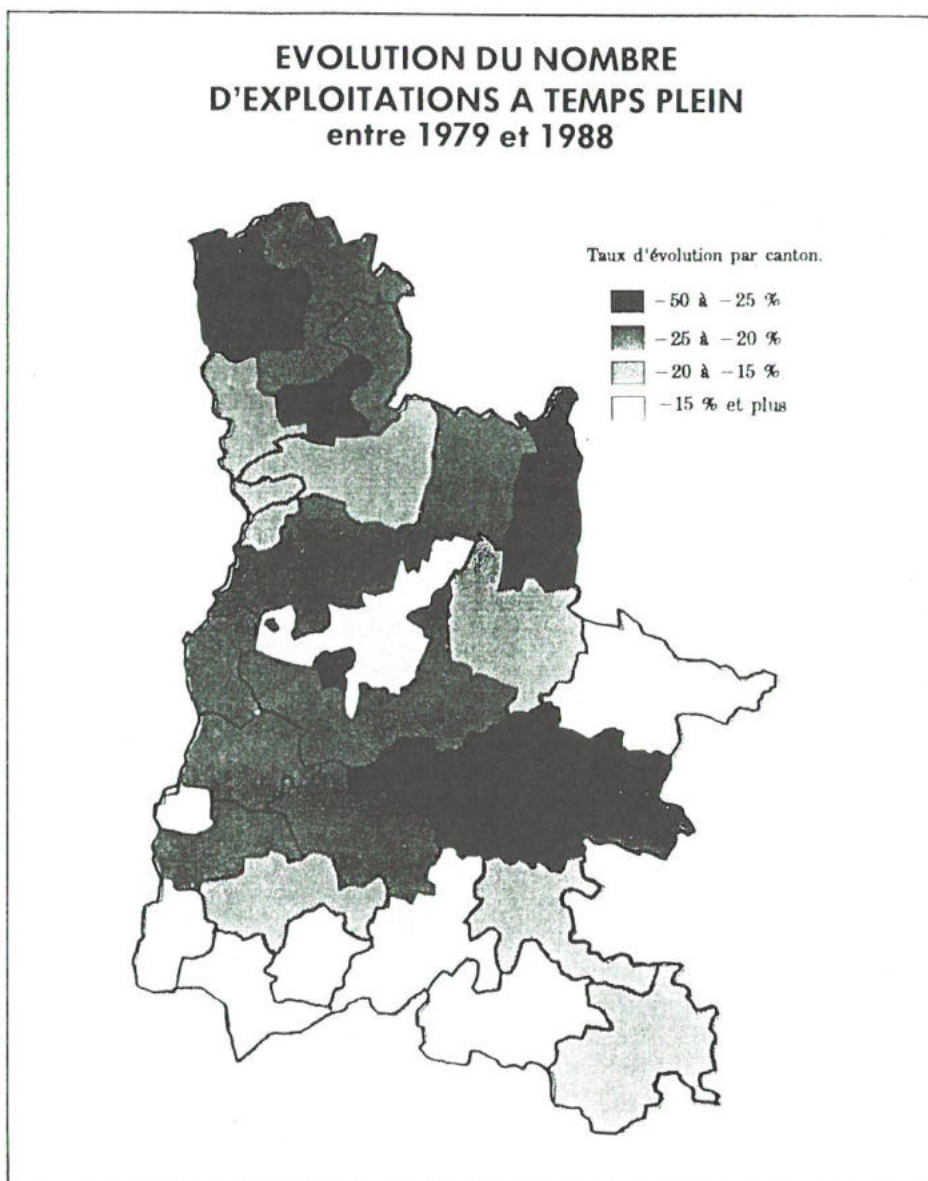 EVOLUTION DU NOMBRE
D'EXPLOITATIONS A TEMPS PLEIN
entre 1979 et 1988
Taux d'évolution par canton.
-50 à -25 %
-25 à -20 %
-20 à -15 %
-15 % et plus